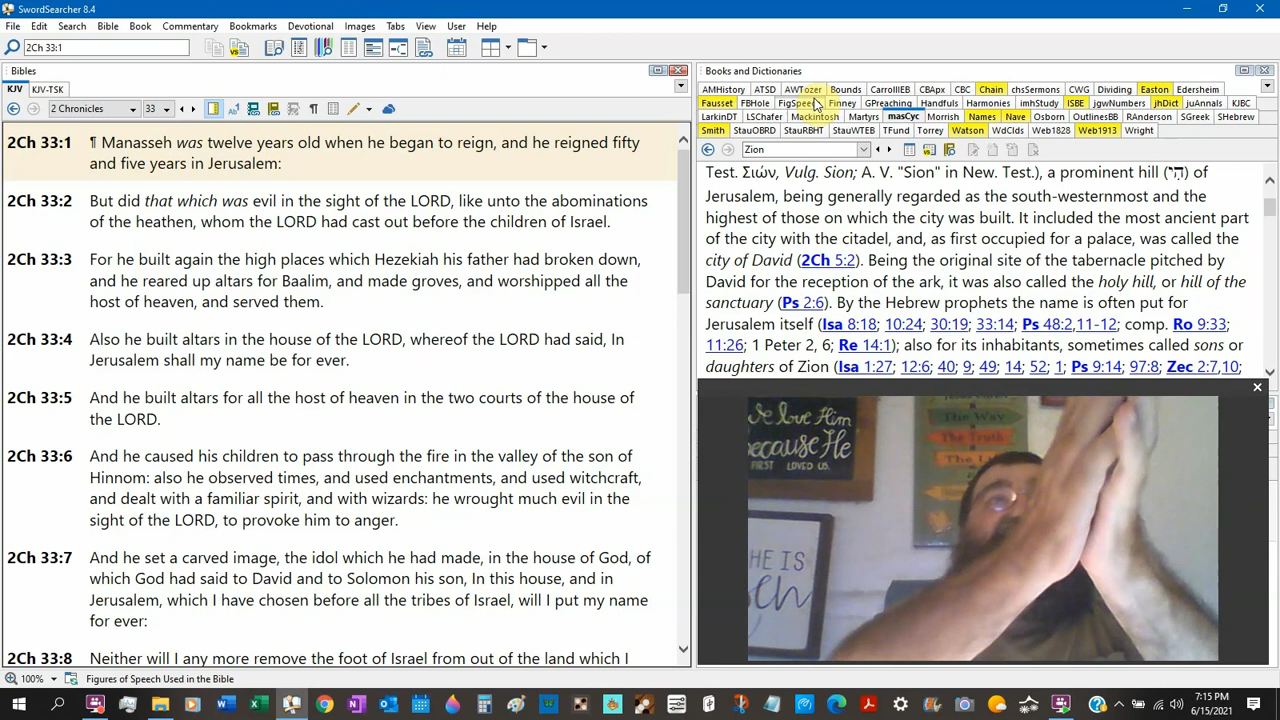 SwordSearcher 8.4
File Edit Search Bible Book Commentary Bookmarks Devotional Images Tabs View User Help
2Ch 33:1
Bibles
KJV KJV-TSK
2 Chronicles 33
2Ch 33:1 ¶ Manasseh was twelve years old when he began to reign, and he reigned fifty
and five years in Jerusalem:
2Ch 33:2 But did that which was evil in the sight of the LORD, like unto the abominations
of the heathen, whom the LORD had cast out before the children of Israel.
2Ch 33:3 For he built again the high places which Hezekiah his father had broken down,
and he reared up altars for Baalim, and made groves, and worshipped all the
host of heaven, and served them.
2Ch 33:4 Also he built altars in the house of the LORD, whereof the LORD had said, In
Jerusalem shall my name be for ever.
2Ch 33:5 And he built altars for all the host of heaven in the two courts of the house of
the LORD.
2Ch 33:6 And he caused his children to pass through the fire in the valley of the son of
Hinnom: also he observed times, and used enchantments, and used witchcraft,
and dealt with a familiar spirit, and with wizards: he wrought much evil in the
sight of the LORD, to provoke him to anger.
2Ch 33:7 And he set a carved image, the idol which he had made, in the house of God, of
which God had said to David and to Solomon his son, In this house, and in
Jerusalem, which I have chosen before all the tribes of Israel, will I put my name
for ever:
2Ch 33:8 Neither will I any more remove the foot of Israel from out of the land which I
Books and Dictionaries
AMHistory ATSD AWTozer Bounds CarrollIEB CBApx CBC Chain chsSermons CWG Dividing Easton Edersheim
Fausset FBHole Finney GPreaching Handfuls Harmonies imhStudy ISBE jgwNumbers jhDict juAnnals KJBC
LarkinDT LSChafer Mackintosh Martyrs masCyc Morrish Names Nave Osborn OutlinesBB RAnderson SGreek SHebrew
Smith StauOBRD StauRBHT StauWTEB TFund Torrey Watson WdClds Web1828 Web1913 Wright
Zion
Test. Σιών, Vulg. Sion; A. V. "Sion" in New. Test.), a prominent hill (הַי) of
Jerusalem, being generally regarded as the south-westernmost and the
highest of those on which the city was built. It included the most ancient part
of the city with the citadel, and, as first occupied for a palace, was called the
city of David (2Ch 5:2). Being the original site of the tabernacle pitched by
David for the reception of the ark, it was also called the holy hill, or hill of the
sanctuary (Ps 2:6). By the Hebrew prophets the name is often put for
Jerusalem itself (Isa 8:18; 10:24; 30:19; 33:14; Ps 48:2,11-12; comp. Ro 9:33;
11:26; 1 Peter 2, 6; Re 14:1); also for its inhabitants, sometimes called sons or
daughters of Zion (Isa 1:27; 12:6; 40; 9; 49; 14; 52; 1; Ps 9:14; 97:8; Zec 2:7,10;
We love Him
because He
FIRST LOVED US.
The Way
The Truth
The
HE IS
100% Figures of Speech Used in the Bible
7:15 PM
6/15/2021